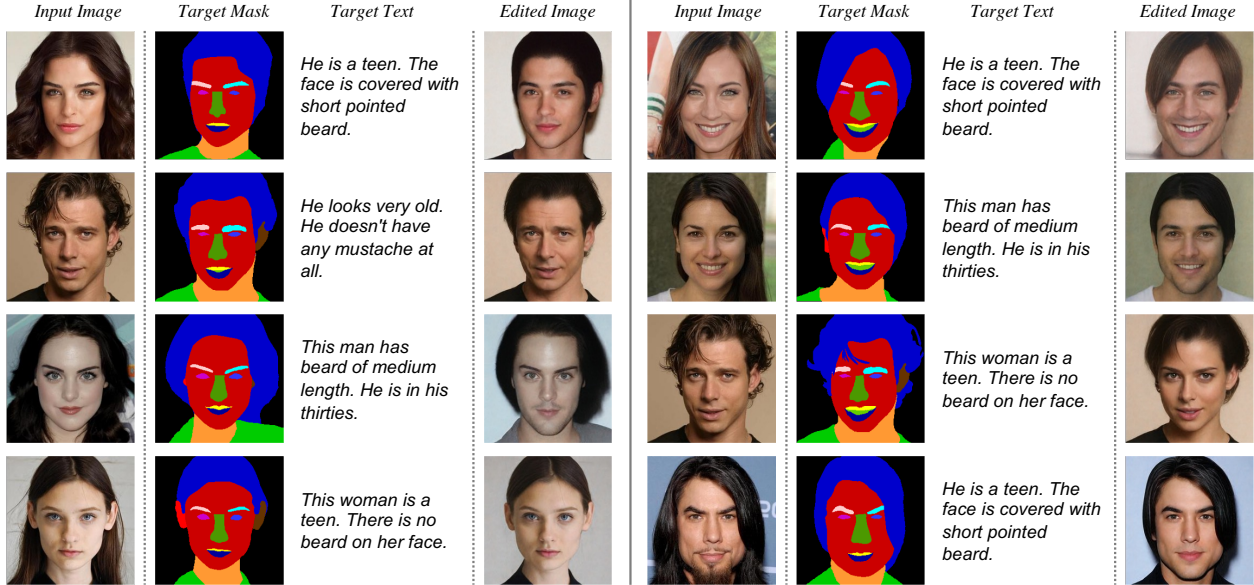 Input Image Target Mask Target Text Edited Image Input Image Target Mask Target Text Edited Image
He is a teen. The
face is covered with
short pointed
beard.
He is a teen. The
face is covered with
short pointed
beard.
He looks very old.
He doesn't have
any mustache at
all.
This man has
beard of medium
length. He is in his
thirties.
This man has
beard of medium
length. He is in his
thirties.
This woman is a
teen. There is no
beard on her face.
This woman is a
teen. There is no
beard on her face.
He is a teen. The
face is covered with
short pointed
beard.